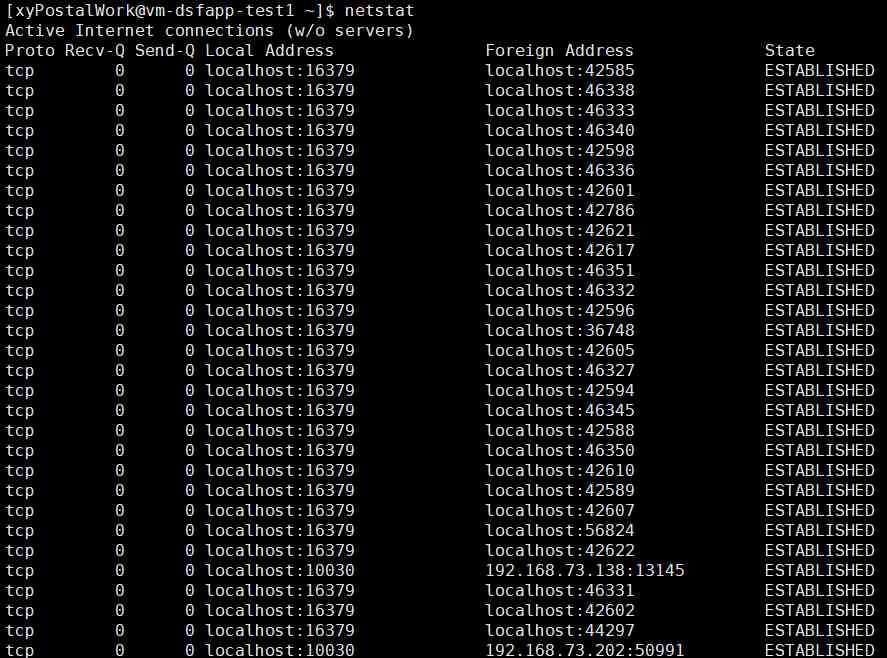 [xyPostalWork@vm-dsfapp-test1 ~]$ netstat
Active Internet connections (w/o servers)
Proto Recv-Q Send-Q Local Address               Foreign Address             State
tcp        0      0 localhost:16379             localhost:42585             ESTABLISHED
tcp        0      0 localhost:16379             localhost:46338             ESTABLISHED
tcp        0      0 localhost:16379             localhost:46333             ESTABLISHED
tcp        0      0 localhost:16379             localhost:46340             ESTABLISHED
tcp        0      0 localhost:16379             localhost:42598             ESTABLISHED
tcp        0      0 localhost:16379             localhost:46336             ESTABLISHED
tcp        0      0 localhost:16379             localhost:42601             ESTABLISHED
tcp        0      0 localhost:16379             localhost:42786             ESTABLISHED
tcp        0      0 localhost:16379             localhost:42621             ESTABLISHED
tcp        0      0 localhost:16379             localhost:42617             ESTABLISHED
tcp        0      0 localhost:16379             localhost:46351             ESTABLISHED
tcp        0      0 localhost:16379             localhost:46332             ESTABLISHED
tcp        0      0 localhost:16379             localhost:42596             ESTABLISHED
tcp        0      0 localhost:16379             localhost:36748             ESTABLISHED
tcp        0      0 localhost:16379             localhost:42605             ESTABLISHED
tcp        0      0 localhost:16379             localhost:46327             ESTABLISHED
tcp        0      0 localhost:16379             localhost:42594             ESTABLISHED
tcp        0      0 localhost:16379             localhost:46345             ESTABLISHED
tcp        0      0 localhost:16379             localhost:42588             ESTABLISHED
tcp        0      0 localhost:16379             localhost:46350             ESTABLISHED
tcp        0      0 localhost:16379             localhost:42610             ESTABLISHED
tcp        0      0 localhost:16379             localhost:42589             ESTABLISHED
tcp        0      0 localhost:16379             localhost:42607             ESTABLISHED
tcp        0      0 localhost:16379             localhost:56824             ESTABLISHED
tcp        0      0 localhost:16379             localhost:42622             ESTABLISHED
tcp        0      0 localhost:10030             192.168.73.138:13145        ESTABLISHED
tcp        0      0 localhost:16379             localhost:46331             ESTABLISHED
tcp        0      0 localhost:16379             localhost:42602             ESTABLISHED
tcp        0      0 localhost:16379             localhost:44297             ESTABLISHED
tcp        0      0 localhost:10030             192.168.73.202:50991        ESTABLISHED